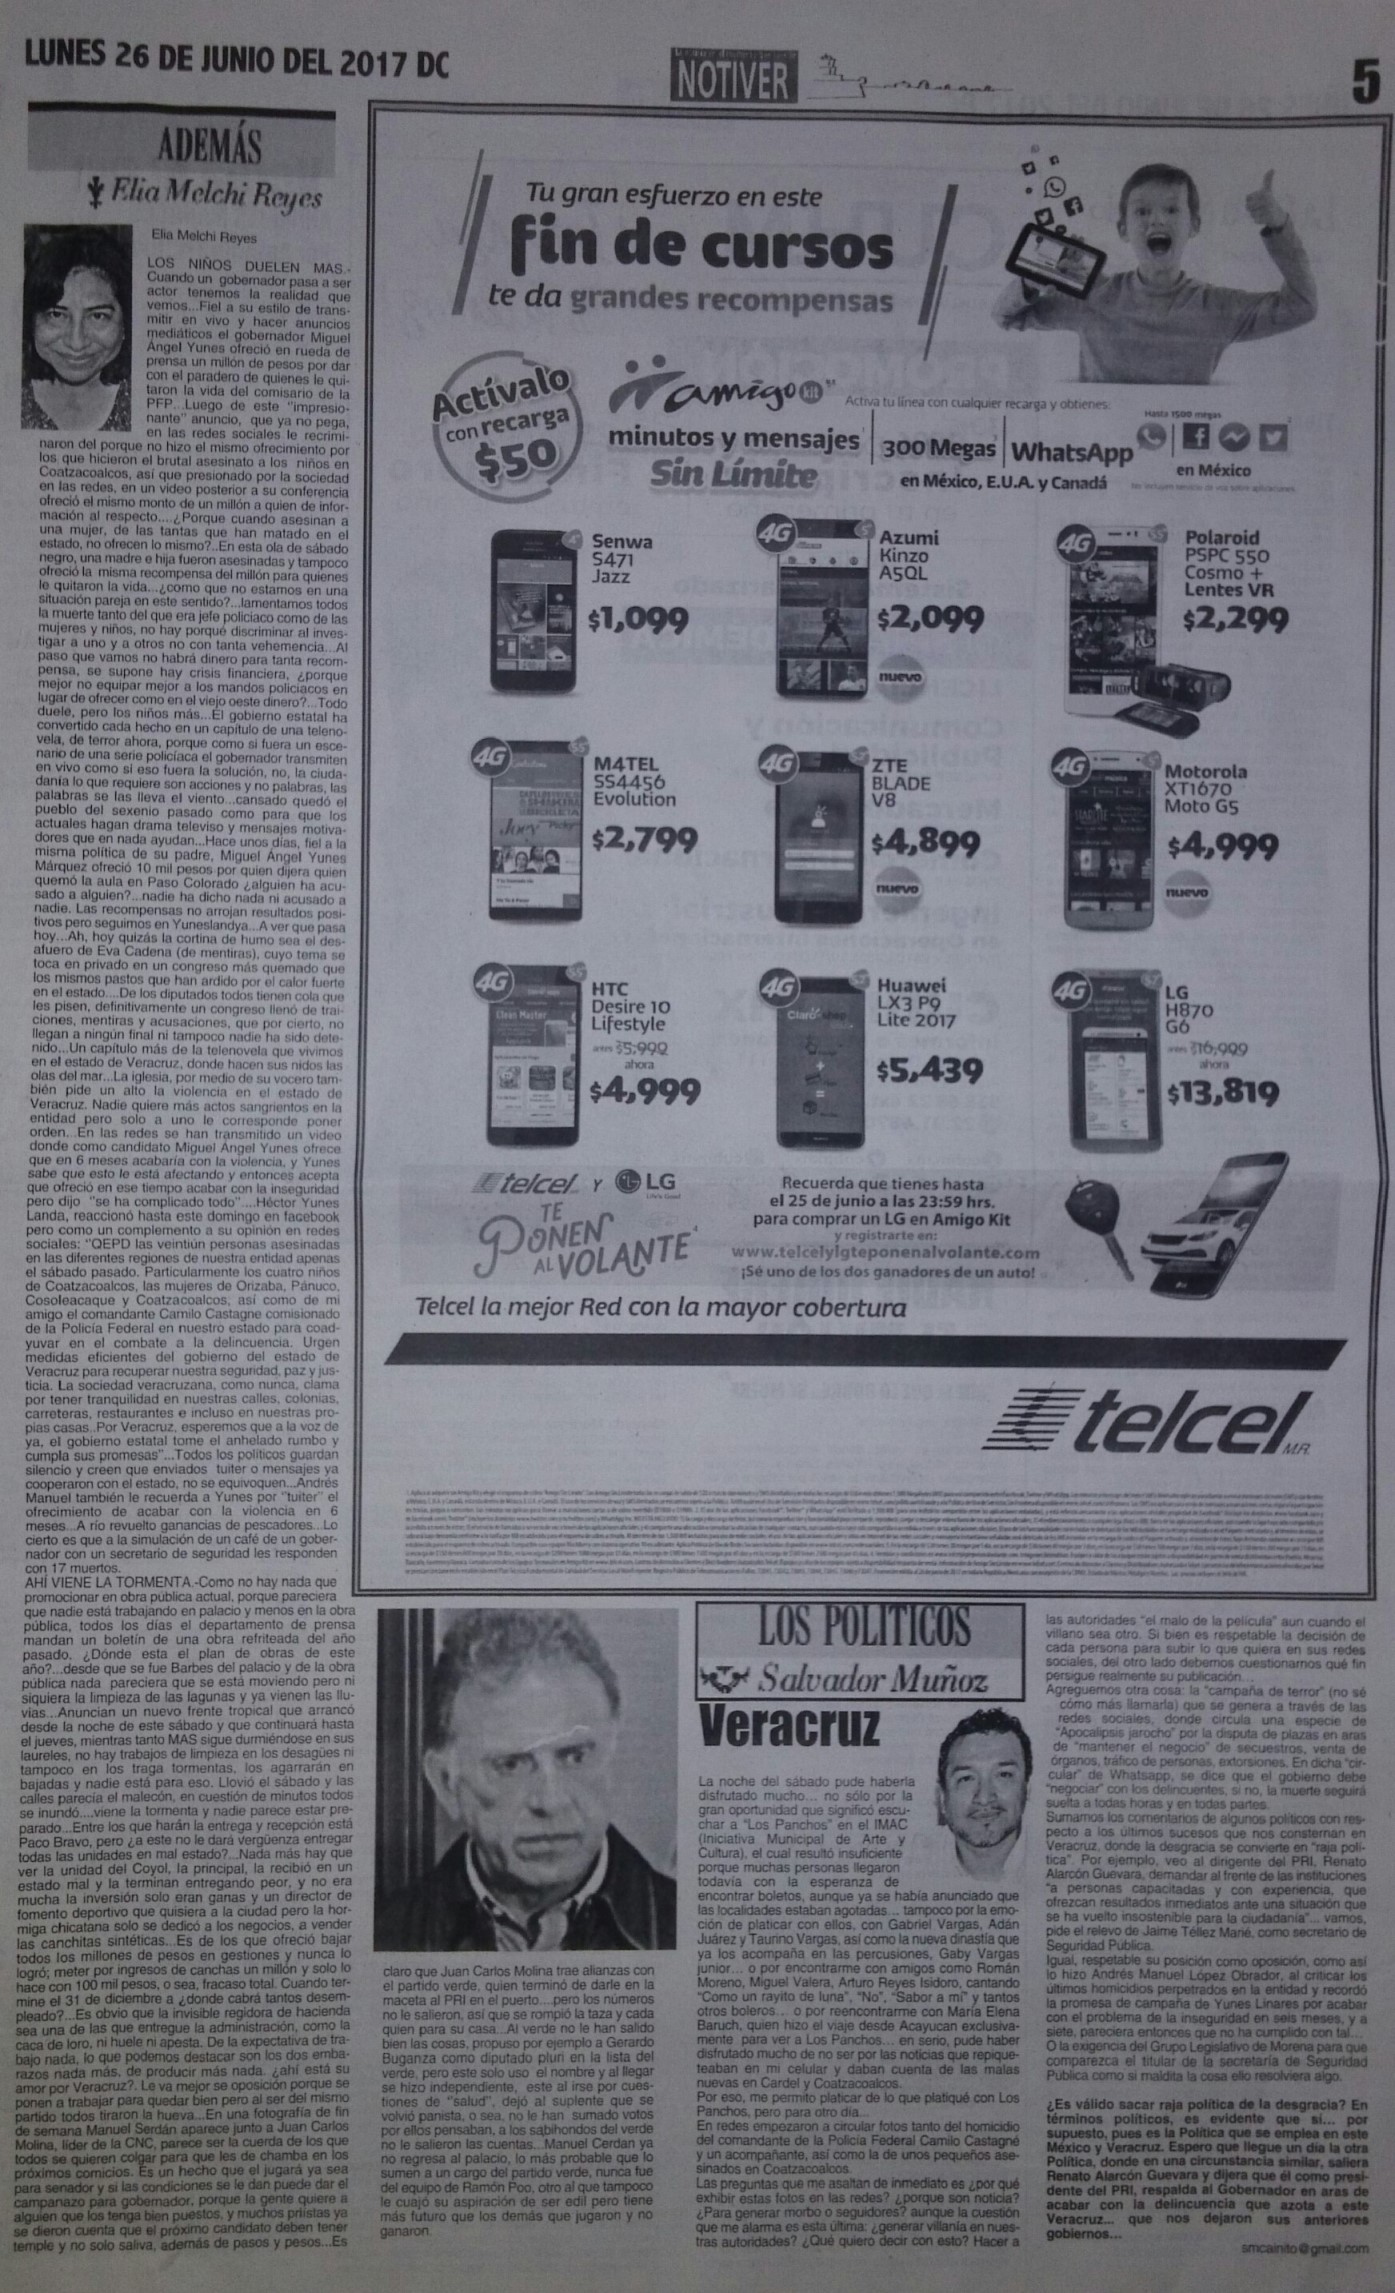 LUNES 26 DE JUNIO DEL 2017 DC
NOTIVER
5
ADEMÁS
Elia Melchi Reyes
Elia Melchi Reyes
LOS NIÑOS DUELEN MAS.-
Cuando un gobernador pasa a ser
actor tenemos la realidad que
vemos...Fiel a su estilo de trans-
mitir en vivo y hacer anuncios
mediáticos el gobernador Miguel
Ángel Yunes ofreció en rueda de
prensa un millón de pesos por dar
con el paradero de quienes le qui-
taron la vida del comisario de la
PFP...Luego de este "impresio-
nante" anuncio, que ya no pega,
en las redes sociales le recrimi-
naron del porque no hizo el mismo ofrecimiento por
los que hicieron el brutal asesinato a los niños en
Coatzacoalcos, así que presionado por la sociedad
en las redes, en un video posterior a su conferencia
ofreció el mismo monto de un millón a quien de infor-
mación al respecto....¿Porque cuando asesinan a
una mujer, de las tantas que han matado en el
estado, no ofrecen lo mismo?..En esta ola de sábado
negro, una madre e hija fueron asesinadas y tampoco
ofreció la misma recompensa del millón para quienes
le quitaron la vida...¿como que no estamos en una
situación pareja en este sentido?...lamentamos todos
la muerte tanto del que era jefe policiaco como de las
mujeres y niños, no hay porqué discriminar al inves-
tigar a uno y a otros no con tanta vehemencia...Al
paso que vamos no habrá dinero para tanta recom-
pensa, se supone hay crisis financiera, ¿porque
mejor no equipar mejor a los mandos policiacos en
lugar de ofrecer como en el viejo oeste dinero?...Todo
duele, pero los niños más...El gobierno estatal ha
convertido cada hecho en un capítulo de una teleno-
vela, de terror ahora, porque como si fuera un esce-
nario de una serie policíaca el gobernador transmiten
en vivo como si eso fuera la solución, no, la ciuda-
danía lo que requiere son acciones y no palabras, las
palabras se las lleva el viento...cansado quedó el
pueblo del sexenio pasado como para que los
actuales hagan drama televiso y mensajes motiva-
dores que en nada ayudan...Hace unos días, fiel a la
misma política de su padre, Miguel Ángel Yunes
Márquez ofreció 10 mil pesos por quien dijera quien
quemó la aula en Paso Colorado ¿alguien ha acu-
sado a alguien?...nadie ha dicho nada ni acusado a
nadie. Las recompensas no arrojan resultados posi-
tivos pero seguimos en Yuneslandya...A ver que pasa
hoy...Ah, hoy quizás la cortina de humo sea el des-
afuero de Eva Cadena (de mentiras), cuyo tema se
toca en privado en un congreso más quemado que
los mismos pastos que han ardido por el calor fuerte
en el estado....De los diputados todos tienen cola que
les pisen, definitivamente un congreso llenó de trai-
ciones, mentiras y acusaciones, que por cierto, no
llegan a ningún final ni tampoco nadie ha sido dete-
nido...Un capítulo más de la telenovela que vivimos
en el estado de Veracruz, donde hacen sus nidos las
olas del mar...La iglesia, por medio de su vocero tam-
bién pide un alto la violencia en el estado de
Veracruz. Nadie quiere más actos sangrientos en la
entidad pero solo a uno le corresponde poner
orden...En las redes se han transmitido un video
donde como candidato Miguel Ángel Yunes ofrece
que en 6 meses acabaría con la violencia, y Yunes
sabe que esto le está afectando y entonces acepta
que ofreció en ese tiempo acabar con la inseguridad
pero dijo "se ha complicado todo"....Héctor Yunes
Landa, reaccionó hasta este domingo en facebook
pero como un complemento a su opinión en redes
sociales: "QEPD las veintiún personas asesinadas
en las diferentes regiones de nuestra entidad apenas
el sábado pasado. Particularmente los cuatro niños
de Coatzacoalcos, las mujeres de Orizaba, Pánuco,
Cosoleacaque y Coatzacoalcos; así como de mi
amigo el comandante Camilo Castagne comisionado
de la Policía Federal en nuestro estado para coad-
yuvar en el combate a la delincuencia. Urgen
medidas eficientes del gobierno del estado de
Veracruz para recuperar nuestra seguridad, paz y jus-
ticia. La sociedad veracruzana, como nunca, clama
por tener tranquilidad en nuestras calles, colonias,
carreteras, restaurantes e incluso en nuestras pro-
pias casas..Por Veracruz, esperemos que a la voz de
ya, el gobierno estatal tome el anhelado rumbo y
cumpla sus promesas"...Todos los políticos guardan
silencio y creen que enviados tuiter o mensajes ya
cooperaron con el estado, no se equivoquen...Andrés
Manuel también le recuerda a Yunes por "tuiter" el
ofrecimiento de acabar con la violencia en 6
meses...A río revuelto ganancias de pescadores...Lo
cierto es que a la simulación de un café de un gober-
nador con un secretario de seguridad les responden
con 17 muertos.
AHÍ VIENE LA TORMENTA.-Como no hay nada que
promocionar en obra pública actual, porque pareciera
que nadie está trabajando en palacio y menos en la obra
pública, todos los días el departamento de prensa
mandan un boletín de una obra refriteada del año
pasado. ¿Dónde esta el plan de obras de este
año?...desde que se fue Barbes del palacio y de la obra
pública nada pareciera que se está moviendo pero ni
siquiera la limpieza de las lagunas y ya vienen las llu-
vias...Anuncian un nuevo frente tropical que arrancó
desde la noche de este sábado y que continuará hasta
el jueves, mientras tanto MAS sigue durmiéndose en sus
laureles, no hay trabajos de limpieza en los desagües ni
tampoco en los traga tormentas, los agarrarán en
bajadas y nadie está para eso. Llovió el sábado y las
calles parecía el malecón, en cuestión de minutos todos
se inundó....viene la tormenta y nadie parece estar pre-
parado...Entre los que harán la entrega y recepción está
Paco Bravo, pero ¿a este no le dará vergüenza entregar
todas las unidades en mal estado?...Nada más hay que
ver la unidad del Coyol, la principal, la recibió en un
estado mal y la terminan entregando peor, y no era
mucha la inversión solo eran ganas y un director de
fomento deportivo que quisiera a la ciudad pero la hor-
miga chicatana solo se dedicó a los negocios, a vender
las canchitas sintéticas...Es de los que ofreció bajar
todos los millones de pesos en gestiones y nunca lo
logró; meter por ingresos de canchas un millón y solo lo
hace con 100 mil pesos, o sea, fracaso total. Cuando ter-
mine el 31 de diciembre a ¿donde cabrá tantos desem-
pleado?...Es obvio que la invisible regidora de hacienda
sea una de las que entregue la administración, como la
caca de loro, ni huele ni apesta. De la expectativa de tra-
bajo nada, lo que podemos destacar son los dos emba-
razos nada más, de producir más nada. ¿ahí está su
amor por Veracruz?. Le va mejor se oposición porque se
ponen a trabajar para quedar bien pero al ser del mismo
partido todos tiraron la hueva...En una fotografía de fin
de semana Manuel Serdán aparece junto a Juan Carlos
Molina, líder de la CNC, parece ser la cuerda de los que
todos se quieren colgar para que les de chamba en los
próximos comicios. Es un hecho que el jugará ya sea
para senador y si las condiciones se le dan puede dar el
campanazo para gobernador, porque la gente quiere a
alguien que los tenga bien puestos, y muchos priistas ya
se dieron cuenta que el próximo candidato deben tener
temple y no solo saliva, además de pasos y pesos...Es
claro que Juan Carlos Molina trae alianzas con
el partido verde, quien terminó de darle en la
maceta al PRI en el puerto....pero los números
no le salieron, así que se rompió la taza y cada
quien para su casa...Al verde no le han salido
bien las cosas, propuso por ejemplo a Gerardo
Buganza como diputado pluri en la lista del
verde, pero este solo uso el nombre y al llegar
se hizo independiente, este al irse por cues-
tiones de "salud", dejó al suplente que se
volvió panista, o sea, no le han sumado votos
por ellos pensaban, a los sabihondos del verde
no le salieron las cuentas...Manuel Cerdan ya
no regresa al palacio, lo más probable que lo
sumen a un cargo del partido verde, nunca fue
del equipo de Ramón Poo, otro al que tampoco
le cuajó su aspiración de ser edil pero tiene
más futuro que los demás que jugaron y no
ganaron.
Tu gran esfuerzo en este
fin de cursos
te da grandes recompensas
Actívalo
con recarga
$50
amigo kit
Activa tu línea con cualquier recarga y obtienes:
minutos y mensajes
Sin Límite
300 Megas
WhatsApp
en México, E.U.A. y Canadá
Hasta 1500 megas
en México
No incluyen servicio de voz sobre aplicaciones
Senwa
S471
Jazz
$1,099
4G
Azumi
Kinzo
A5QL
$2,099
nuevo
4G
Polaroid
PSPC 550
Cosmo +
Lentes VR
$2,299
4G
M4TEL
SS4456
Evolution
$2,799
4G
ZTE
BLADE
V8
$4,899
nuevo
4G
Motorola
XT1670
Moto G5
$4,999
nuevo
4G
HTC
Desire 10
Lifestyle
antes $5,999
ahora
$4,999
4G
Huawei
LX3 P9
Lite 2017
$5,439
4G
LG
H870
G6
antes $16,999
ahora
$13,819
telcel Y LG
Life's Good
TE
PONEN
AL VOLANTE
Recuerda que tienes hasta
el 25 de junio a las 23:59 hrs.
para comprar un LG en Amigo Kit
y registrarte en:
www.telcelylgteponenalvolante.com
¡Sé uno de los dos ganadores de un auto!
Telcel la mejor Red con la mayor cobertura
telcel M.R.
LOS POLITICOS
Salvador Muñoz
Veracruz
La noche del sábado pude haberla
disfrutado mucho... no sólo por la
gran oportunidad que significó escu-
char a "Los Panchos" en el IMAC
(Iniciativa Municipal de Arte y
Cultura), el cual resultó insuficiente
porque muchas personas llegaron
todavía con la esperanza de
encontrar boletos, aunque ya se había anunciado que
las localidades estaban agotadas... tampoco por la emo-
ción de platicar con ellos, con Gabriel Vargas, Adán
Juárez y Taurino Vargas, así como la nueva dinastía que
ya los acompaña en las percusiones, Gaby Vargas
junior... o por encontrarme con amigos como Román
Moreno, Miguel Valera, Arturo Reyes Isidoro, cantando
"Como un rayito de luna", "No", "Sabor a mí" y tantos
otros boleros... o por reencontrarme con María Elena
Baruch, quien hizo el viaje desde Acayucan exclusiva-
mente para ver a Los Panchos... en serio, pude haber
disfrutado mucho de no ser por las noticias que repique-
teaban en mi celular y daban cuenta de las malas
nuevas en Cardel y Coatzacoalcos.
Por eso, me permito platicar de lo que platiqué con Los
Panchos, pero para otro día...
En redes empezaron a circular fotos tanto del homicidio
del comandante de la Policía Federal Camilo Castagné
y un acompañante, así como la de unos pequeños ase-
sinados en Coatzacoalcos.
Las preguntas que me asaltan de inmediato es ¿por qué
exhibir estas fotos en las redes? ¿porque son noticia?
¿Para generar morbo o seguidores? aunque la cuestión
que me alarma es esta última: ¿generar villanía en nues-
tras autoridades? ¿Qué quiero decir con esto? Hacer a
las autoridades "el malo de la película" aun cuando el
villano sea otro. Si bien es respetable la decisión de
cada persona para subir lo que quiera en sus redes
sociales, del otro lado debemos cuestionarnos qué fin
persigue realmente su publicación...
Agreguemos otra cosa: la "campaña de terror" (no sé
cómo más llamarla) que se genera a través de las
redes sociales, donde circula una especie de
"Apocalipsis jarocho" por la disputa de plazas en aras
de "mantener el negocio" de secuestros, venta de
órganos, tráfico de personas, extorsiones. En dicha "cir-
cular" de Whatsapp, se dice que el gobierno debe
"negociar" con los delincuentes, si no, la muerte seguirá
suelta a todas horas y en todas partes.
Sumamos los comentarios de algunos políticos con res-
pecto a los últimos sucesos que nos consternan en
Veracruz, donde la desgracia se convierte en "raja polí-
tica". Por ejemplo, veo al dirigente del PRI, Renato
Alarcón Guevara, demandar al frente de las instituciones
"a personas capacitadas y con experiencia, que
ofrezcan resultados inmediatos ante una situación que
se ha vuelto insostenible para la ciudadanía"... vamos,
pide el relevo de Jaime Téllez Marié, como secretario de
Seguridad Pública.
Igual, respetable su posición como oposición, como así
lo hizo Andrés Manuel López Obrador, al criticar los
últimos homicidios perpetrados en la entidad y recordó
la promesa de campaña de Yunes Linares por acabar
con el problema de la inseguridad en seis meses, y a
siete, pareciera entonces que no ha cumplido con tal...
O la exigencia del Grupo Legislativo de Morena para que
comparezca el titular de la secretaría de Seguridad
Pública como si maldita la cosa ello resolviera algo.
¿Es válido sacar raja política de la desgracia? En
términos políticos, es evidente que sí... por
supuesto, pues es la Política que se emplea en este
México y Veracruz. Espero que llegue un día la otra
Política, donde en una circunstancia similar, saliera
Renato Alarcón Guevara y dijera que él como presi-
dente del PRI, respalda al Gobernador en aras de
acabar con la delincuencia que azota a este
Veracruz... que nos dejaron sus anteriores
gobiernos...
smcainito@gmail.com